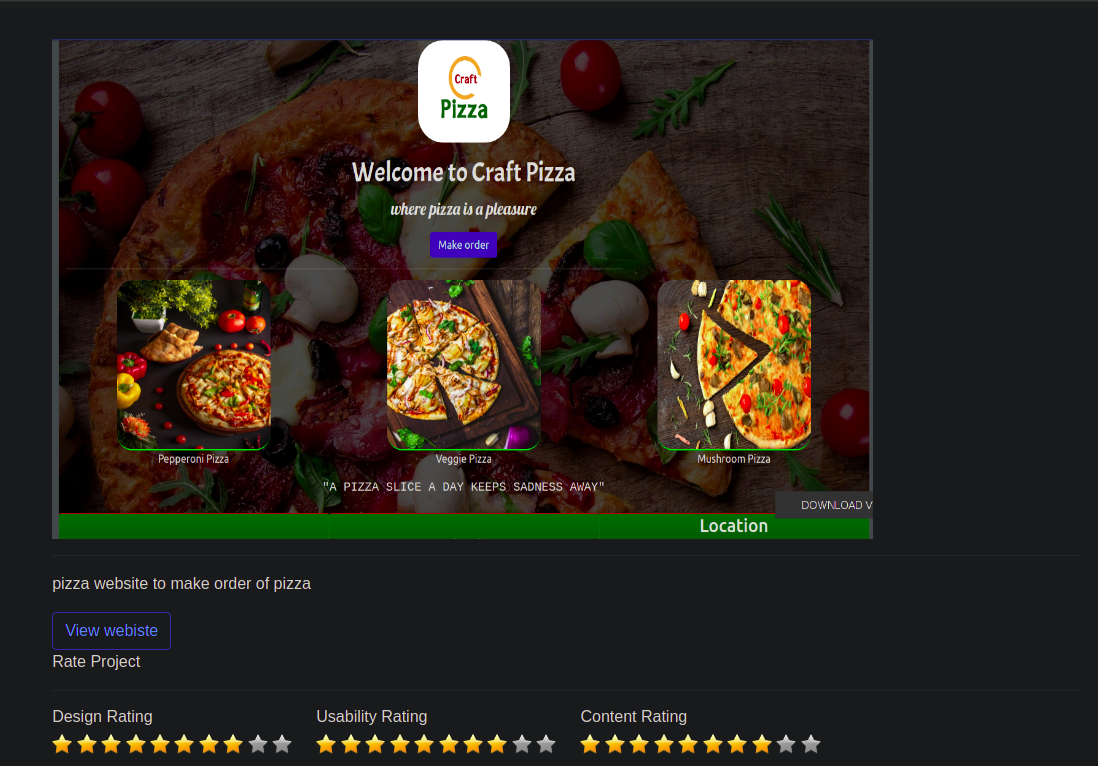 Craft
Pizza
Welcome to Craft Pizza
where pizza is a pleasure
Make order
Pepperoni Pizza
Veggie Pizza
Mushroom Pizza
"A PIZZA SLICE A DAY KEEPS SADNESS AWAY"
DOWNLOAD V
Location
pizza website to make order of pizza
View webiste
Rate Project
Design Rating
Usability Rating
Content Rating